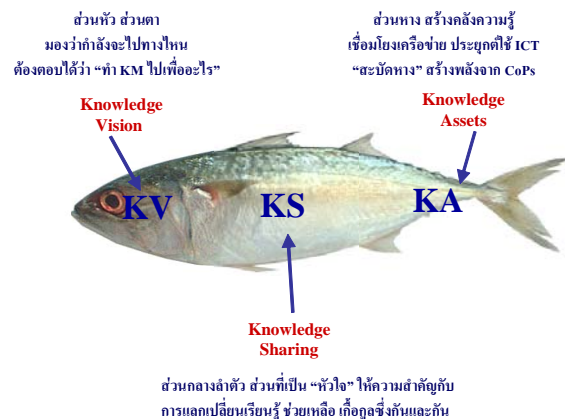 ส่วนหัว ส่วนตา
มองว่ากำลังจะไปทางไหน
ต้องตอบได้ว่า “ทำ KM ไปเพื่ออะไร”
Knowledge
Vision
ส่วนหาง สร้างคลังความรู้
เชื่อมโยงเครือข่าย ประยุกต์ใช้ ICT
“สะบัดหาง” สร้างพลังจาก CoPs
Knowledge
Assets
KV
KS
KA
Knowledge
Sharing
ส่วนกลางลำตัว ส่วนที่เป็น “หัวใจ” ให้ความสำคัญกับ
การแลกเปลี่ยนเรียนรู้ ช่วยเหลือ เกื้อกูลซึ่งกันและกัน